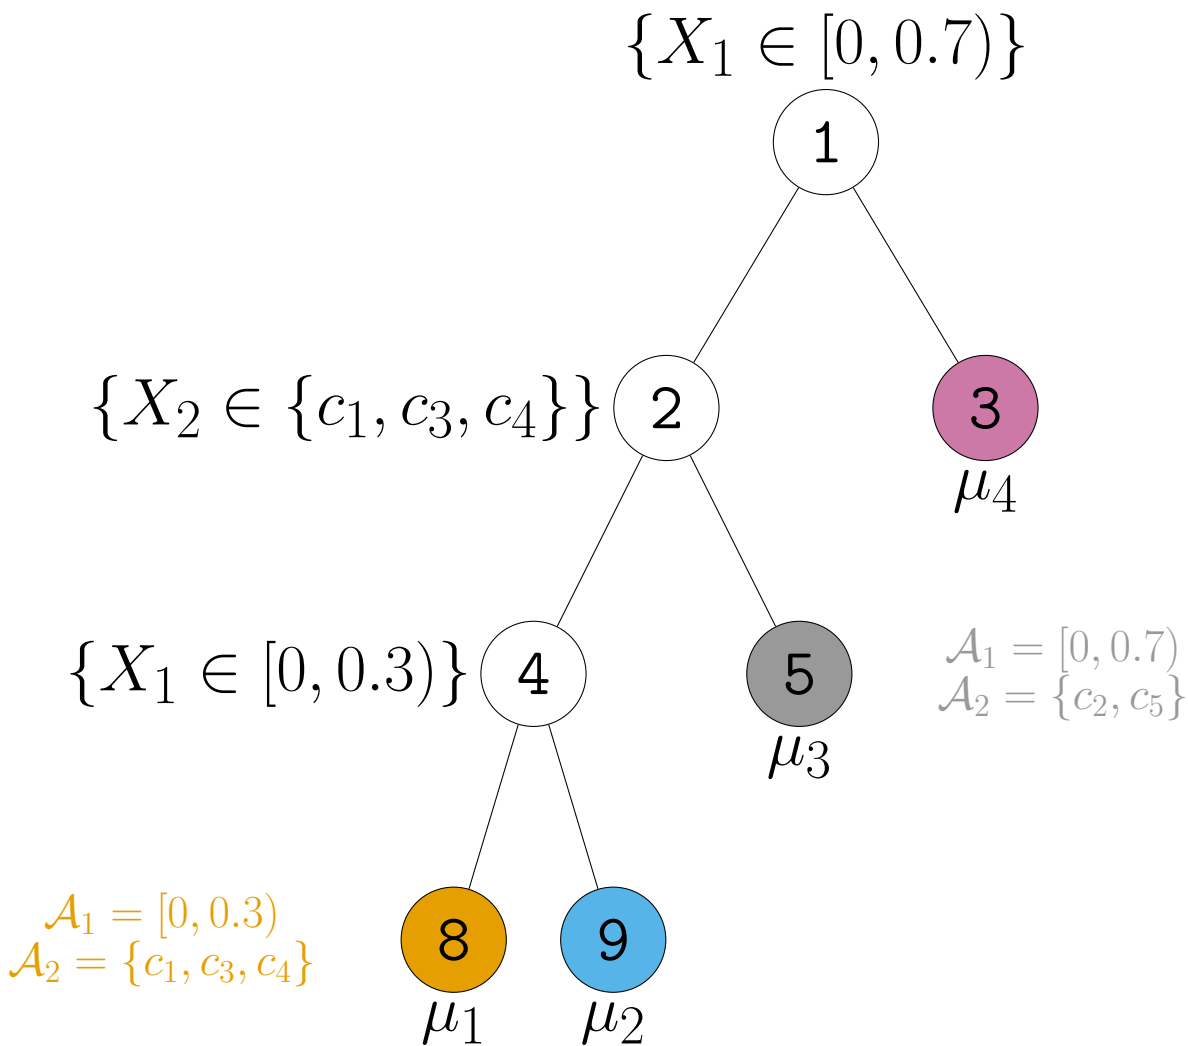 {X₁ ∈ [0, 0.7)}
1
{X₂ ∈ {c₁, c₃, c₄}}
2
3
μ₄
{X₁ ∈ [0, 0.3)}
4
5
μ₃
𝒜₁ = [0, 0.7)
𝒜₂ = {c₂, c₅}
𝒜₁ = [0, 0.3)
𝒜₂ = {c₁, c₃, c₄}
8
9
μ₁
μ₂